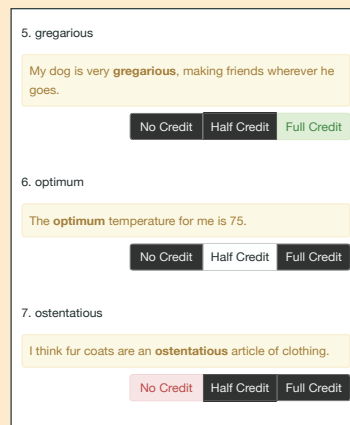 5. gregarious
My dog is very gregarious, making friends wherever he
goes.
No Credit Half Credit Full Credit
6. optimum
The optimum temperature for me is 75.
No Credit Half Credit Full Credit
7. ostentatious
I think fur coats are an ostentatious article of clothing.
No Credit Half Credit Full Credit